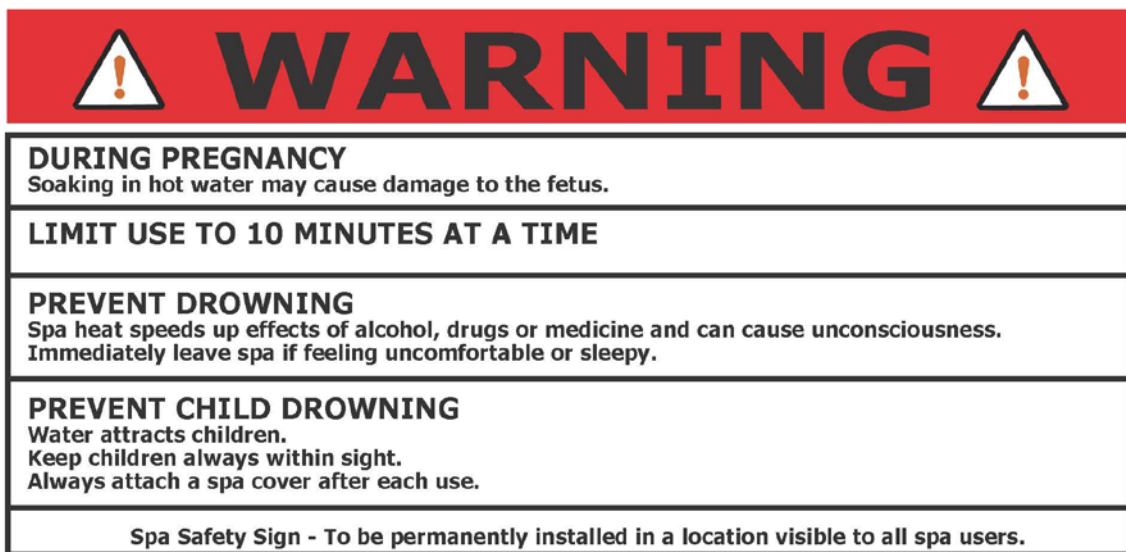 WARNING
DURING PREGNANCY
Soaking in hot water may cause damage to the fetus.
LIMIT USE TO 10 MINUTES AT A TIME
PREVENT DROWNING
Spa heat speeds up effects of alcohol, drugs or medicine and can cause unconsciousness.
Immediately leave spa if feeling uncomfortable or sleepy.
PREVENT CHILD DROWNING
Water attracts children.
Keep children always within sight.
Always attach a spa cover after each use.
Spa Safety Sign - To be permanently installed in a location visible to all spa users.